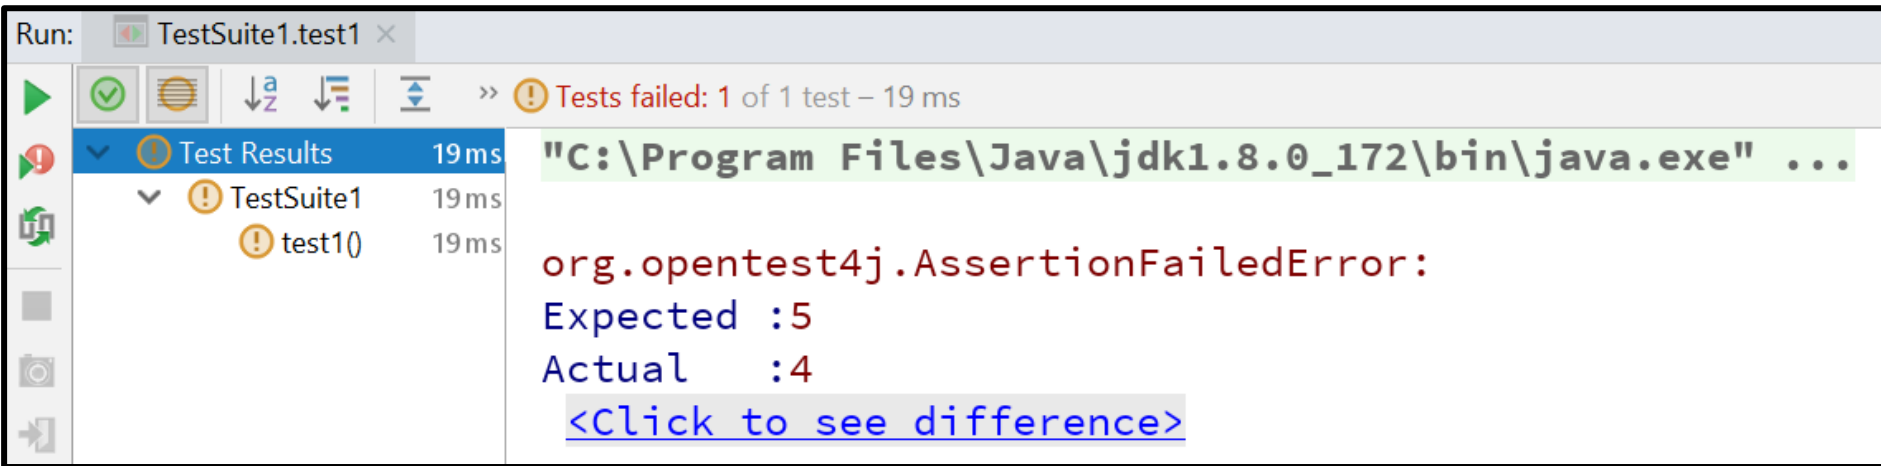 Run: TestSuite1.test1
Tests failed: 1 of 1 test – 19 ms
Test Results 19 ms
TestSuite1 19 ms
test1() 19 ms
"C:\Program Files\Java\jdk1.8.0_172\bin\java.exe" ...
org.opentest4j.AssertionFailedError:
Expected :5
Actual :4
<Click to see difference>